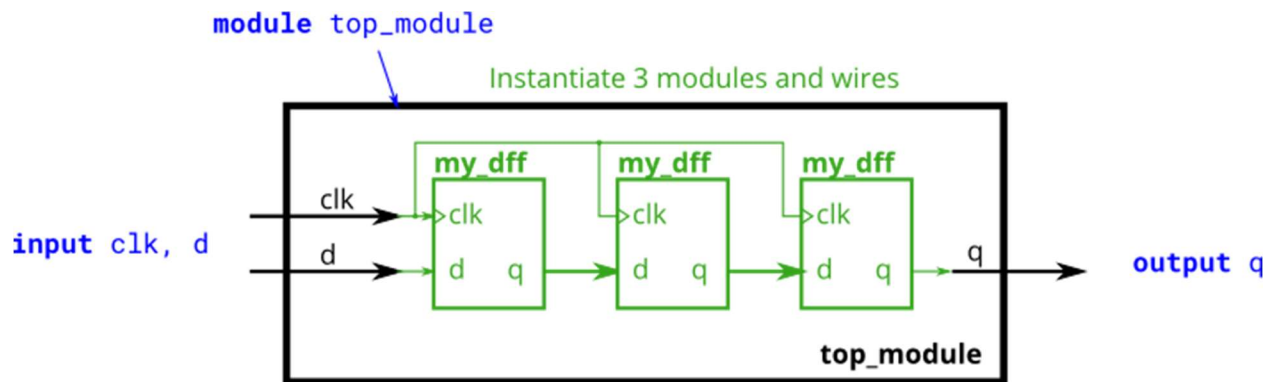 module top_module
Instantiate 3 modules and wires
my_dff my_dff my_dff
clk clk clk clk
input clk, d
d d q d q d q q
output q
top_module